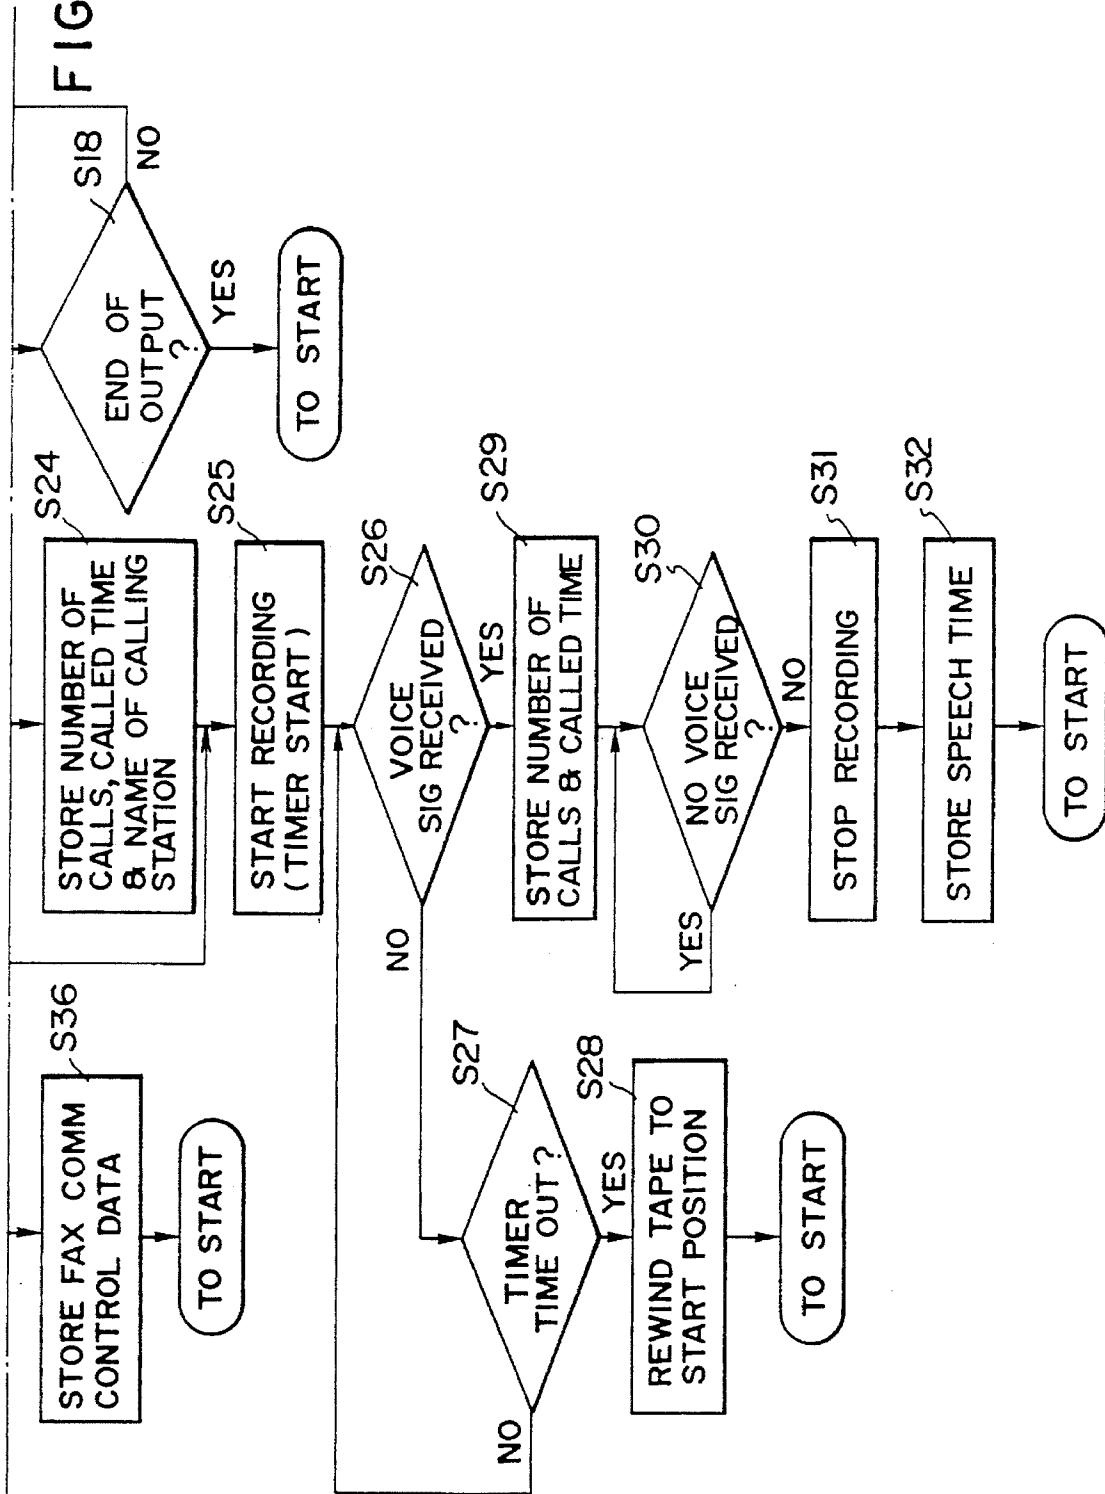 FIG
S36
STORE FAX COMM
CONTROL DATA
TO START
S24
STORE NUMBER OF
CALLS, CALLED TIME
& NAME OF CALLING
STATION
S25
START RECORDING
(TIMER START)
S26
VOICE
SIG RECEIVED
?
NO
YES
S27
TIMER
TIME OUT?
NO
YES
S28
REWIND TAPE TO
START POSITION
TO START
S29
STORE NUMBER OF
CALLS & CALLED TIME
S30
NO VOICE
SIG RECEIVED
?
YES
NO
S31
STOP RECORDING
S32
STORE SPEECH TIME
TO START
S18
END OF
OUTPUT
?
NO
YES
TO START